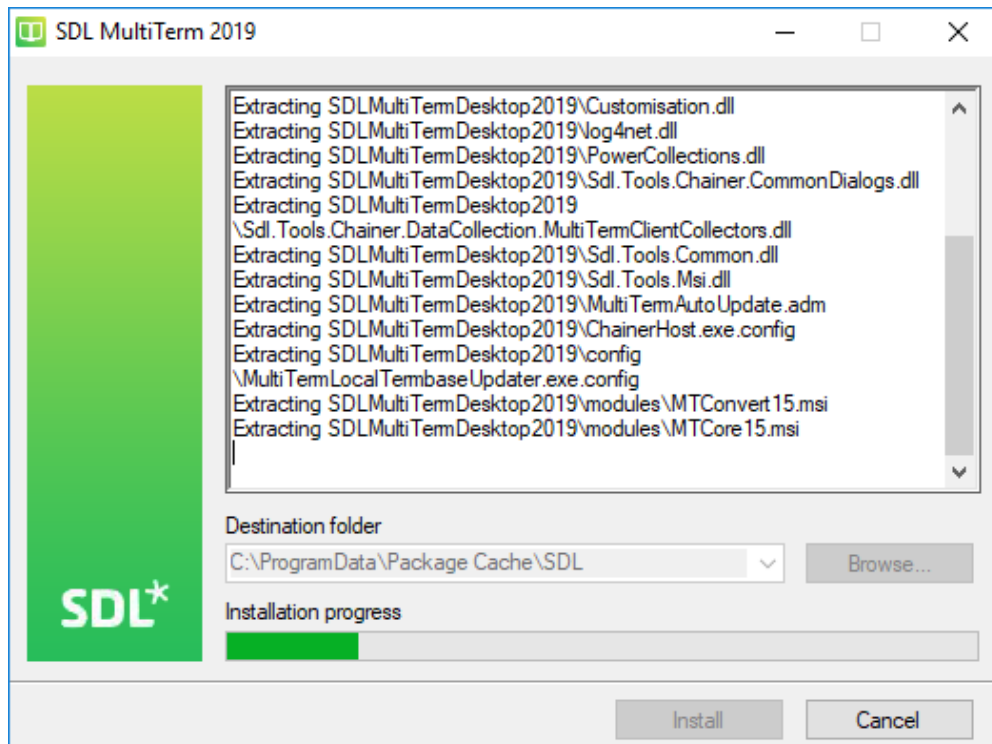 SDL MultiTerm 2019
Extracting SDLMultiTermDesktop2019\Customisation.dll
Extracting SDLMultiTermDesktop2019\log4net.dll
Extracting SDLMultiTermDesktop2019\PowerCollections.dll
Extracting SDLMultiTermDesktop2019\Sdl.Tools.Chainer.CommonDialogs.dll
Extracting SDLMultiTermDesktop2019
\Sdl.Tools.Chainer.DataCollection.MultiTermClientCollectors.dll
Extracting SDLMultiTermDesktop2019\Sdl.Tools.Common.dll
Extracting SDLMultiTermDesktop2019\Sdl.Tools.Msi.dll
Extracting SDLMultiTermDesktop2019\MultiTermAutoUpdate.adm
Extracting SDLMultiTermDesktop2019\ChainerHost.exe.config
Extracting SDLMultiTermDesktop2019\config
\MultiTermLocalTermbaseUpdater.exe.config
Extracting SDLMultiTermDesktop2019\modules\MTConvert15.msi
Extracting SDLMultiTermDesktop2019\modules\MTCore15.msi
Destination folder
C:\ProgramData\Package Cache\SDL
Browse...
SDL*
Installation progress
Install
Cancel